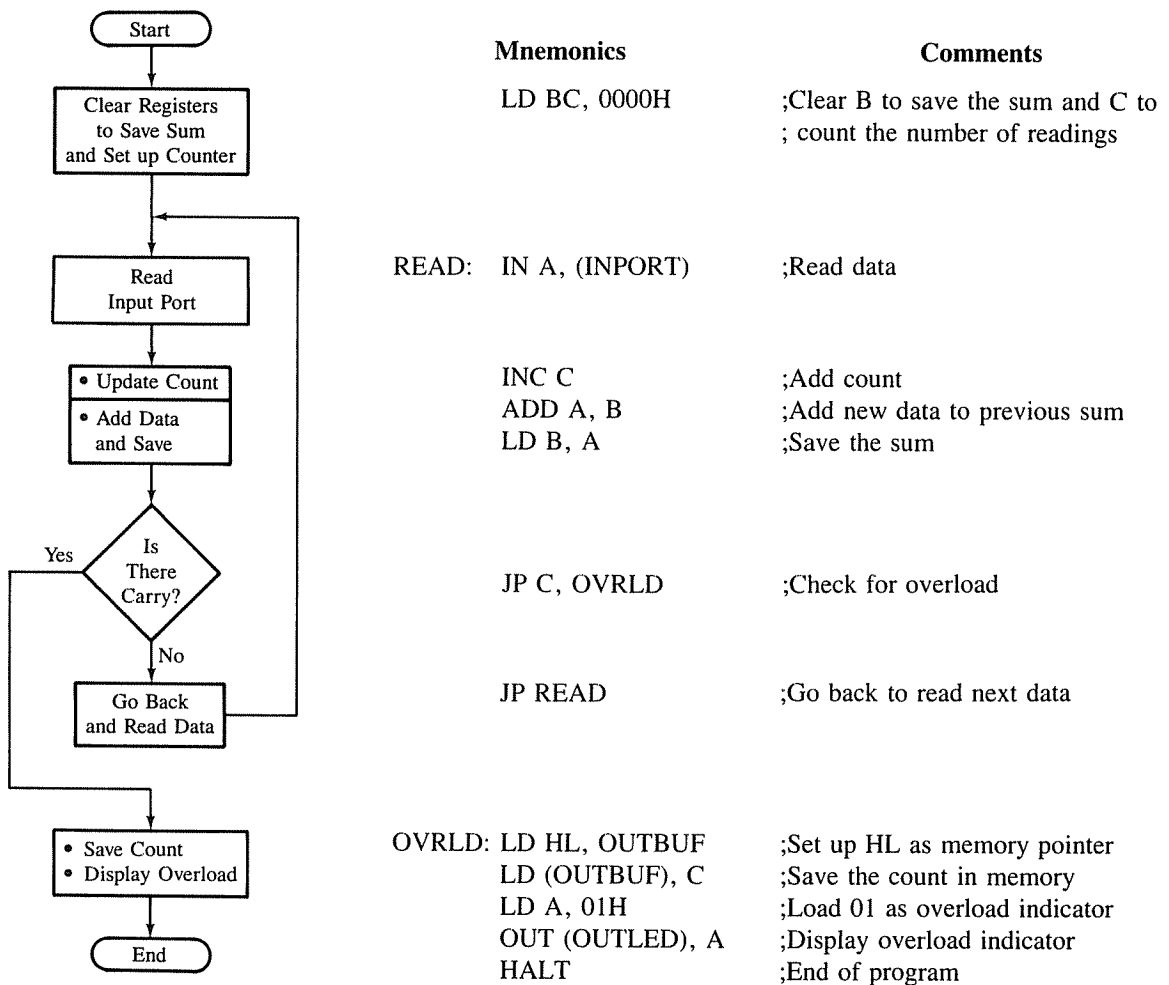 Start
Clear Registers
to Save Sum
and Set up Counter
Read
Input Port
• Update Count
• Add Data
and Save
Yes
Is
There
Carry?
No
Go Back
and Read Data
• Save Count
• Display Overload
End
Mnemonics Comments
LD BC, 0000H ;Clear B to save the sum and C to
; count the number of readings
READ: IN A, (INPORT) ;Read data
INC C ;Add count
ADD A, B ;Add new data to previous sum
LD B, A ;Save the sum
JP C, OVRLD ;Check for overload
JP READ ;Go back to read next data
OVRLD: LD HL, OUTBUF ;Set up HL as memory pointer
LD (OUTBUF), C ;Save the count in memory
LD A, 01H ;Load 01 as overload indicator
OUT (OUTLED), A ;Display overload indicator
HALT ;End of program